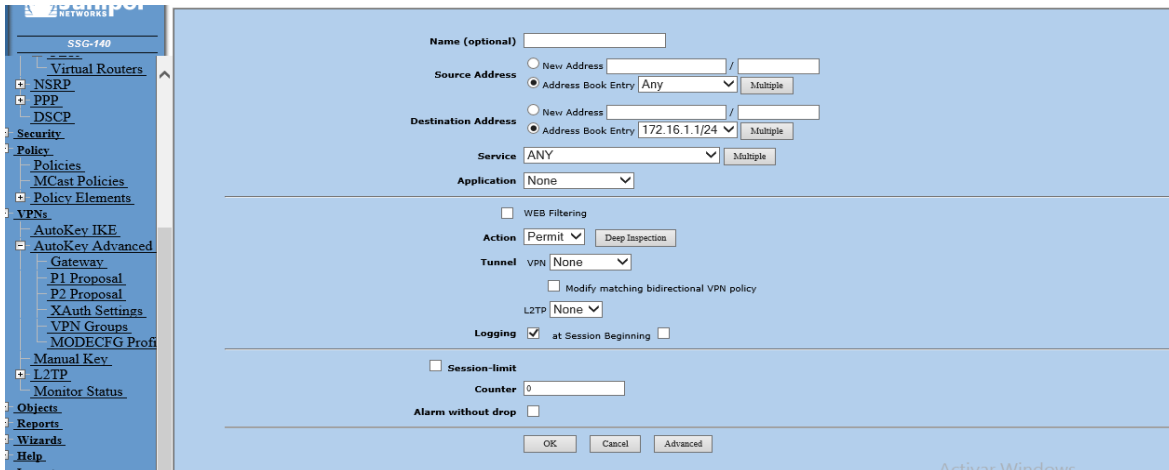 NETWORKS
SSG-140
Virtual Routers
NSRP
PPP
DSCP
Security
Policy
Policies
MCast Policies
Policy Elements
VPNs
AutoKey IKE
AutoKey Advanced
Gateway
P1 Proposal
P2 Proposal
XAuth Settings
VPN Groups
MODECFG Profi
Manual Key
L2TP
Monitor Status
Objects
Reports
Wizards
Help
Name (optional)
Source Address
New Address /
Address Book Entry Any Multiple
Destination Address
New Address /
Address Book Entry 172.16.1.1/24 Multiple
Service ANY Multiple
Application None
WEB Filtering
Action Permit Deep Inspection
Tunnel VPN None
Modify matching bidirectional VPN policy
L2TP None
Logging at Session Beginning
Session-limit
Counter 0
Alarm without drop
OK Cancel Advanced
Activar Windows